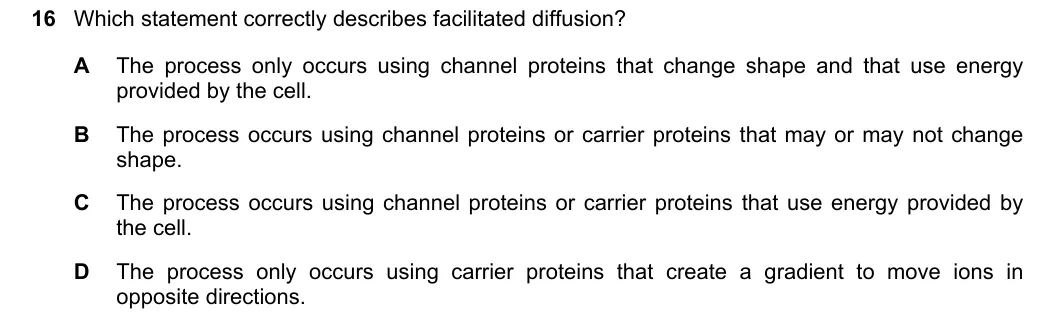 16 Which statement correctly describes facilitated diffusion?
A The process only occurs using channel proteins that change shape and that use energy
provided by the cell.
B The process occurs using channel proteins or carrier proteins that may or may not change
shape.
C The process occurs using channel proteins or carrier proteins that use energy provided by
the cell.
D The process only occurs using carrier proteins that create a gradient to move ions in
opposite directions.